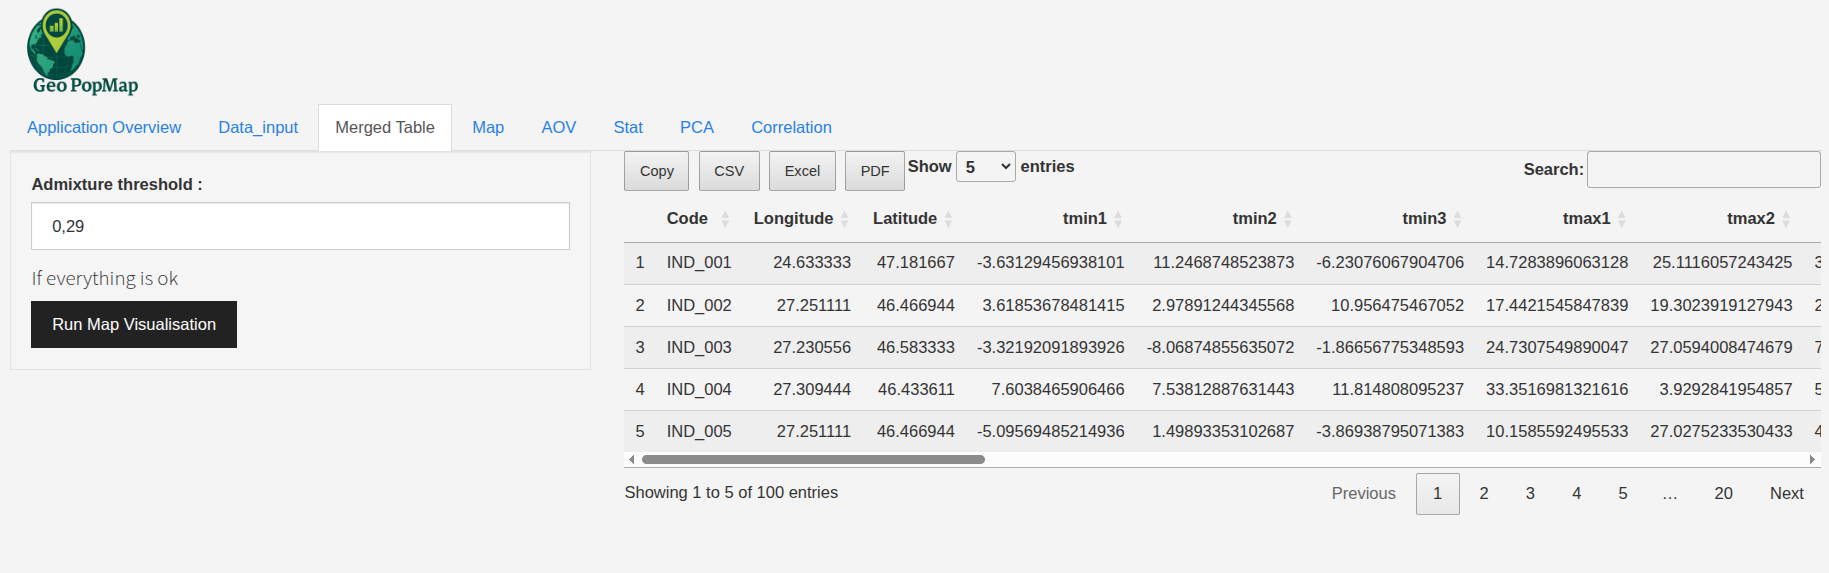 Geo PopMap
Application Overview Data_input Merged Table Map AOV Stat PCA Correlation
Admixture threshold :
0,29
If everything is ok
Run Map Visualisation
Copy CSV Excel PDF Show 5 entries Search:
Code Longitude Latitude tmin1 tmin2 tmin3 tmax1 tmax2
1 IND_001 24.633333 47.181667 -3.63129456938101 11.2468748523873 -6.23076067904706 14.7283896063128 25.1116057243425
2 IND_002 27.251111 46.466944 3.61853678481415 2.97891244345568 10.956475467052 17.4421545847839 19.3023919127943
3 IND_003 27.230556 46.583333 -3.32192091893926 -8.06874855635072 -1.86656775348593 24.7307549890047 27.0594008474679
4 IND_004 27.309444 46.433611 7.6038465906466 7.53812887631443 11.814808095237 33.3516981321616 3.9292841954857
5 IND_005 27.251111 46.466944 -5.09569485214936 1.49893353102687 -3.86938795071383 10.1585592495533 27.0275233530433
Showing 1 to 5 of 100 entries
Previous 1 2 3 4 5 … 20 Next